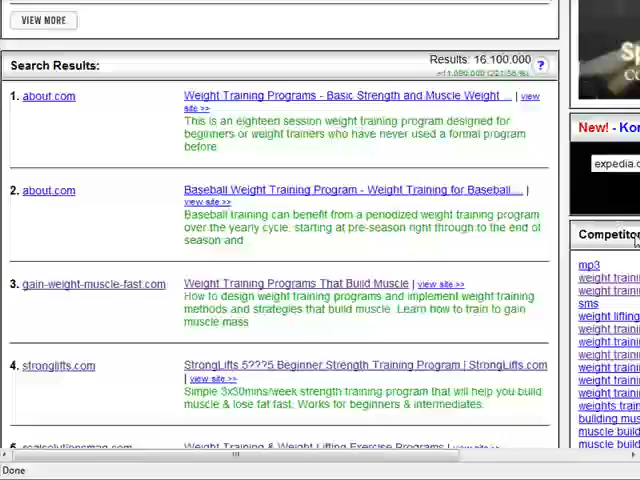 VIEW MORE
Search Results:
Results: 16,100,000
?
1. about.com
Weight Training Programs - Basic Strength and Muscle Weight ... | view
site >>
This is an eighteen session weight training program designed for
beginners or weight trainers who have never used a formal program
before
2. about.com
Baseball Weight Training Program - Weight Training for Baseball.... |
view site >>
Baseball training can benefit from a periodized weight training program
over the yearly cycle, starting at pre-season right through to the end of
season and
3. gain-weight-muscle-fast.com
Weight Training Programs That Build Muscle | view site >>
How to design weight training programs and implement weight training
methods and strategies that build muscle. Learn how to train to gain
muscle mass
4. stronglifts.com
StrongLifts 5???5 Beginner Strength Training Program | StrongLifts.com
| view site >>
Simple 3x30mins/week strength training program that will help you build
muscle & lose fat fast. Works for beginners & intermediates.
Weight Training & Weight Lifting Exercise Programs | view site >>
Done
Sp
CO
New! - Kor
expedia.c
Competitor
mp3
weight traini
weight traini
sms
weight lifting
weight traini
weight traini
weight traini
weight traini
weight traini
weight traini
weights train
building mus
muscle build
muscle build